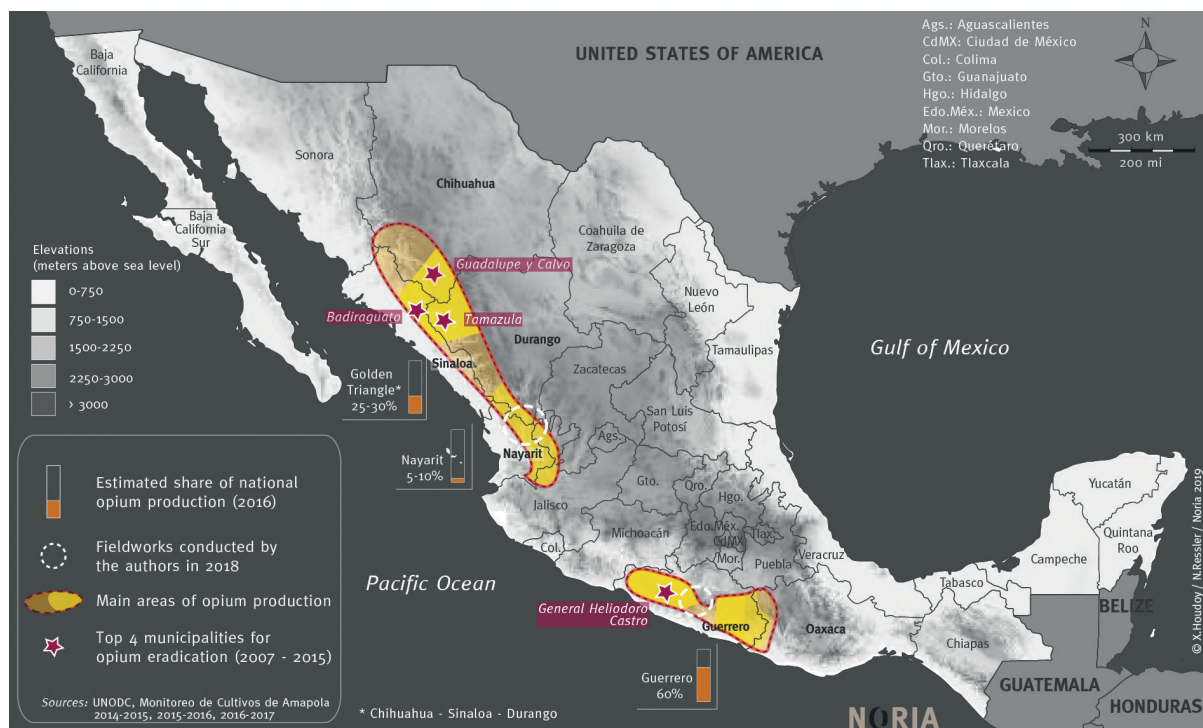 UNITED STATES OF AMERICA
Ags.: Aguascalientes
CdMX: Ciudad de México
Col.: Colima
Gto.: Guanajuato
Hgo.: Hidalgo
Edo.Méx.: Mexico
Mor.: Morelos
Qro.: Querétaro
Tlax.: Tlaxcala
N
300 km
200 mi
Baja
California
Sonora
Chihuahua
Coahuila de
Zaragoza
Baja
California
Sur
Guadalupe y Calvo
Nuevo
León
Badiraguato
Tamazula
Durango
Tamaulipas
Gulf of Mexico
Sinaloa
Zacatecas
Golden
Triangle*
25-30%
San Luis
Potosí
Ags.
Nayarit
Nayarit
5-10%
Gto.
Qro.
Hgo.
Jalisco
Michoacán
Edo.Méx.
CdMX
Tlax.
Mor.
Col.
Puebla
Veracruz
Yucatán
Quintana
Roo
Campeche
Tabasco
BELIZE
Pacific Ocean
General Heliodoro
Castro
Guerrero
Oaxaca
Chiapas
GUATEMALA
HONDURAS
Guerrero
60%
Elevations
(meters above sea level)
0-750
750-1500
1500-2250
2250-3000
> 3000
Estimated share of national
opium production (2016)
Fieldworks conducted by
the authors in 2018
Main areas of opium production
Top 4 municipalities for
opium eradication (2007 - 2015)
Sources: UNODC, Monitoreo de Cultivos de Amapola
2014-2015, 2015-2016, 2016-2017
* Chihuahua - Sinaloa - Durango
NORIA
© X.Houdoy / N.Ressler / Noria 2019